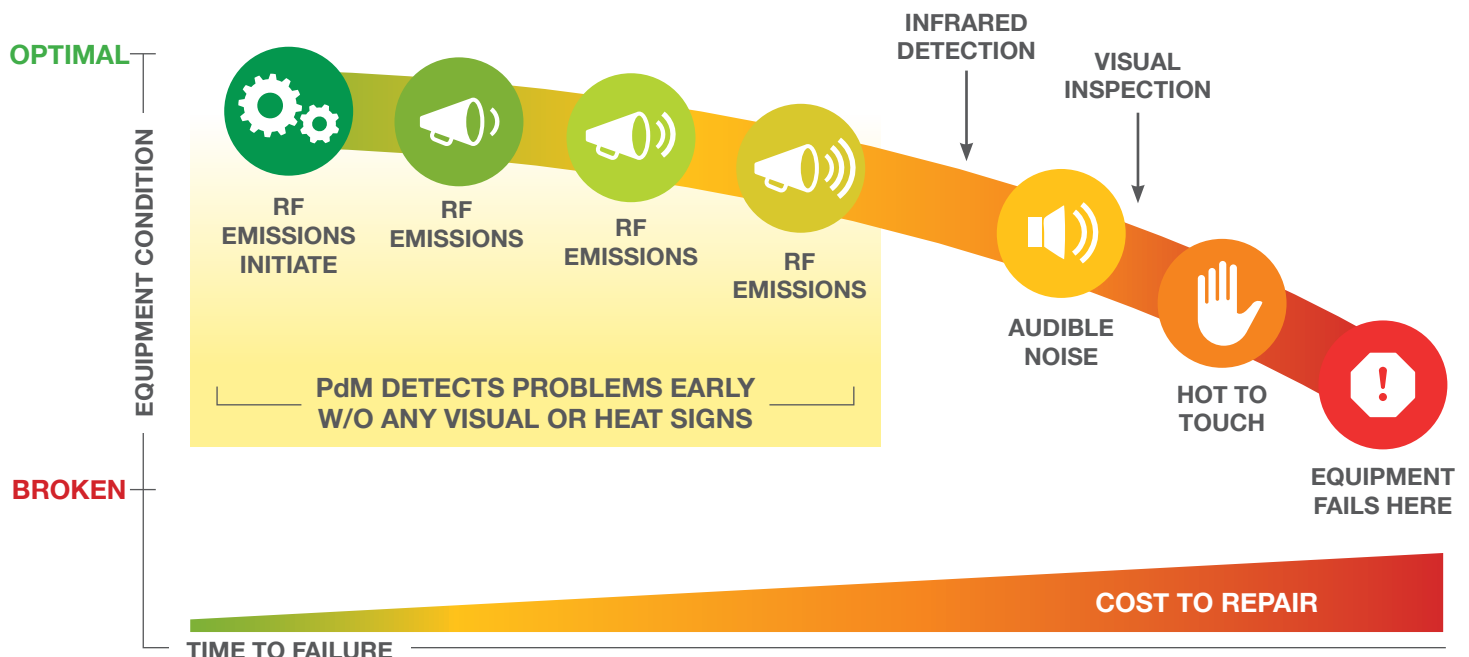 OPTIMAL
EQUIPMENT CONDITION
BROKEN
RF
EMISSIONS
INITIATE
RF
EMISSIONS
RF
EMISSIONS
RF
EMISSIONS
PdM DETECTS PROBLEMS EARLY
W/O ANY VISUAL OR HEAT SIGNS
INFRARED
DETECTION
VISUAL
INSPECTION
AUDIBLE
NOISE
HOT TO
TOUCH
!
EQUIPMENT
FAILS HERE
COST TO REPAIR
TIME TO FAILURE